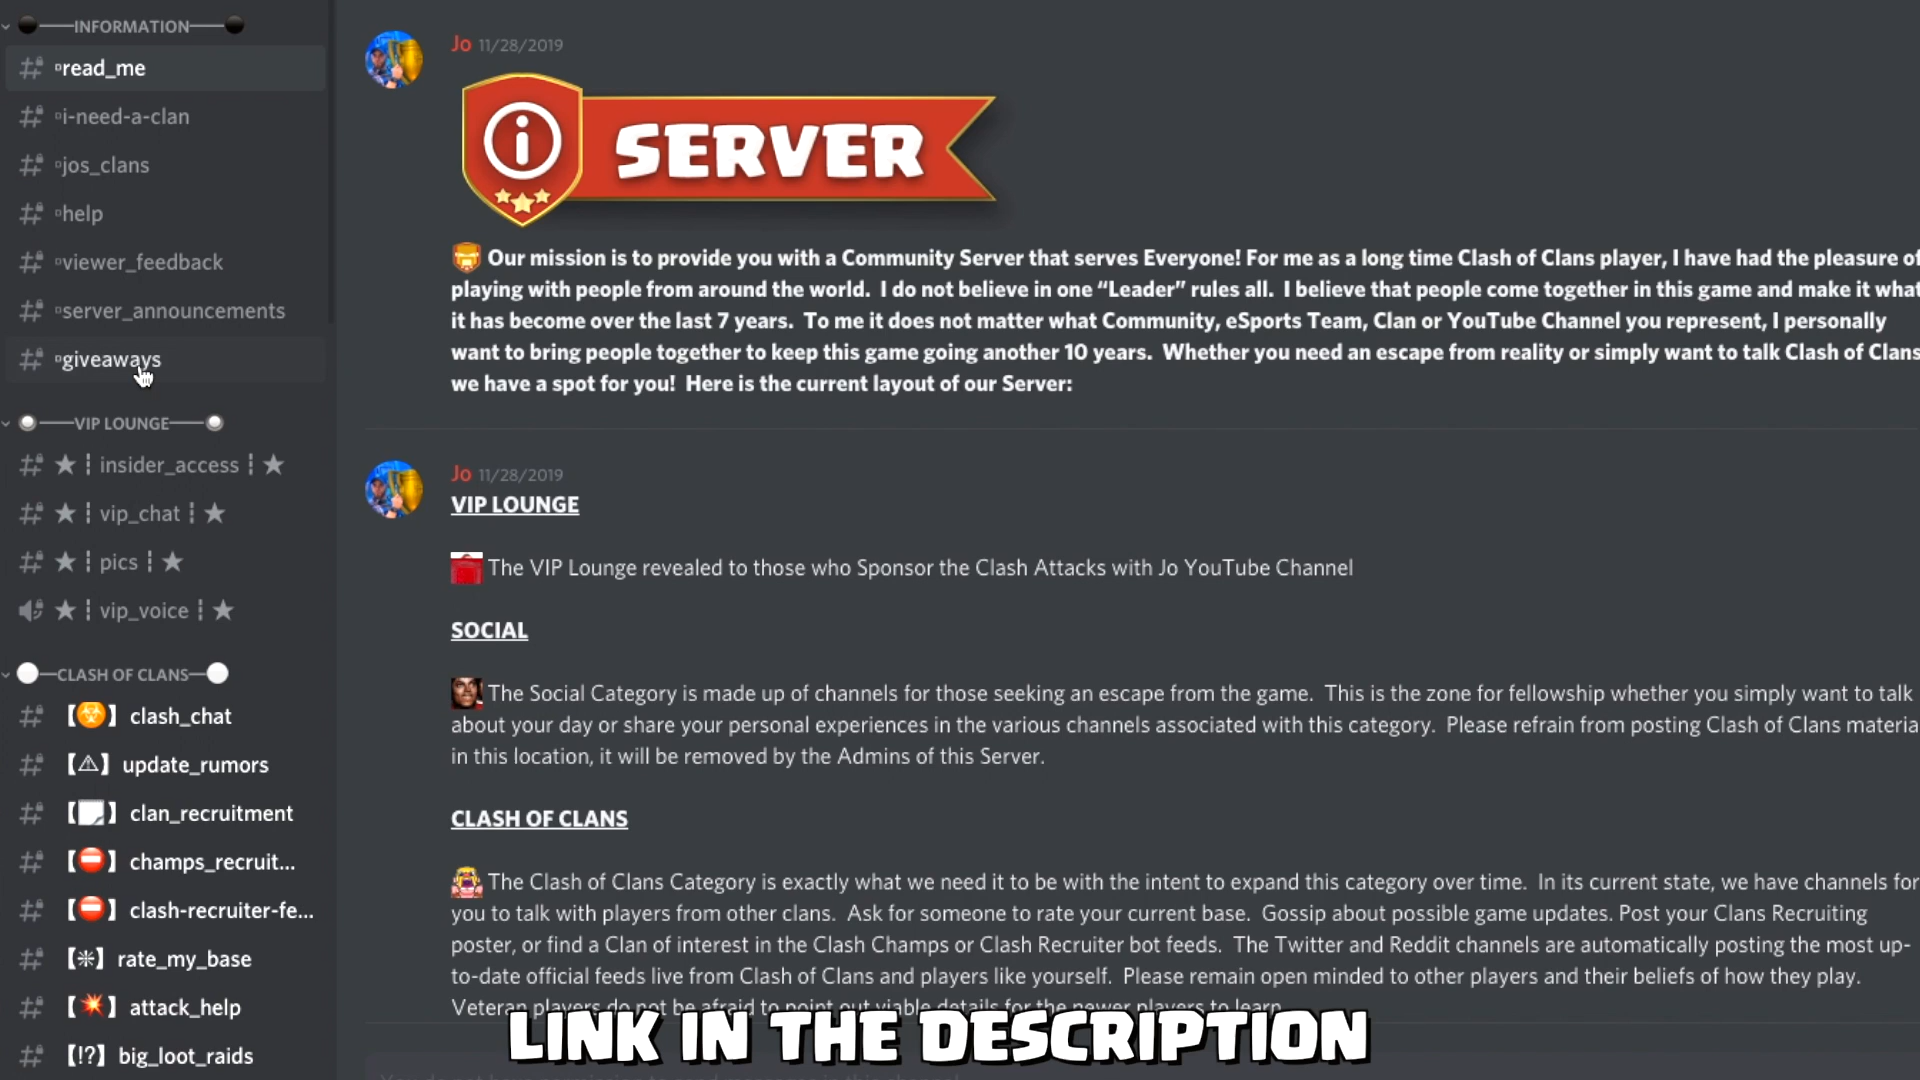 INFORMATION
read_me
i-need-a-clan
jos_clans
help
viewer_feedback
server_announcements
giveaways
VIP LOUNGE
★ ┆ insider_access ┆ ★
★ ┆ vip_chat ┆ ★
★ ┆ pics ┆ ★
★ ┆ vip_voice ┆ ★
CLASH OF CLANS
【☣】 clash_chat
【⚠】 update_rumors
【】 clan_recruitment
【⛔】 champs_recruit...
【⛔】 clash-recruiter-fe...
【※】 rate_my_base
【💥】 attack_help
【!?】 big_loot_raids
Jo 11/28/2019
SERVER
Our mission is to provide you with a Community Server that serves Everyone! For me as a long time Clash of Clans player, I have had the pleasure of
playing with people from around the world. I do not believe in one “Leader” rules all. I believe that people come together in this game and make it what
it has become over the last 7 years. To me it does not matter what Community, eSports Team, Clan or YouTube Channel you represent, I personally
want to bring people together to keep this game going another 10 years. Whether you need an escape from reality or simply want to talk Clash of Clans
we have a spot for you! Here is the current layout of our Server:
Jo 11/28/2019
VIP LOUNGE
The VIP Lounge revealed to those who Sponsor the Clash Attacks with Jo YouTube Channel
SOCIAL
The Social Category is made up of channels for those seeking an escape from the game. This is the zone for fellowship whether you simply want to talk
about your day or share your personal experiences in the various channels associated with this category. Please refrain from posting Clash of Clans materia
in this location, it will be removed by the Admins of this Server.
CLASH OF CLANS
The Clash of Clans Category is exactly what we need it to be with the intent to expand this category over time. In its current state, we have channels for
you to talk with players from other clans. Ask for someone to rate your current base. Gossip about possible game updates. Post your Clans Recruiting
poster, or find a Clan of interest in the Clash Champs or Clash Recruiter bot feeds. The Twitter and Reddit channels are automatically posting the most up-
to-date official feeds live from Clash of Clans and players like yourself. Please remain open minded to other players and their beliefs of how they play.
Veteran players do not be afraid to point out viable details for the newer players to learn
LINK IN THE DESCRIPTION